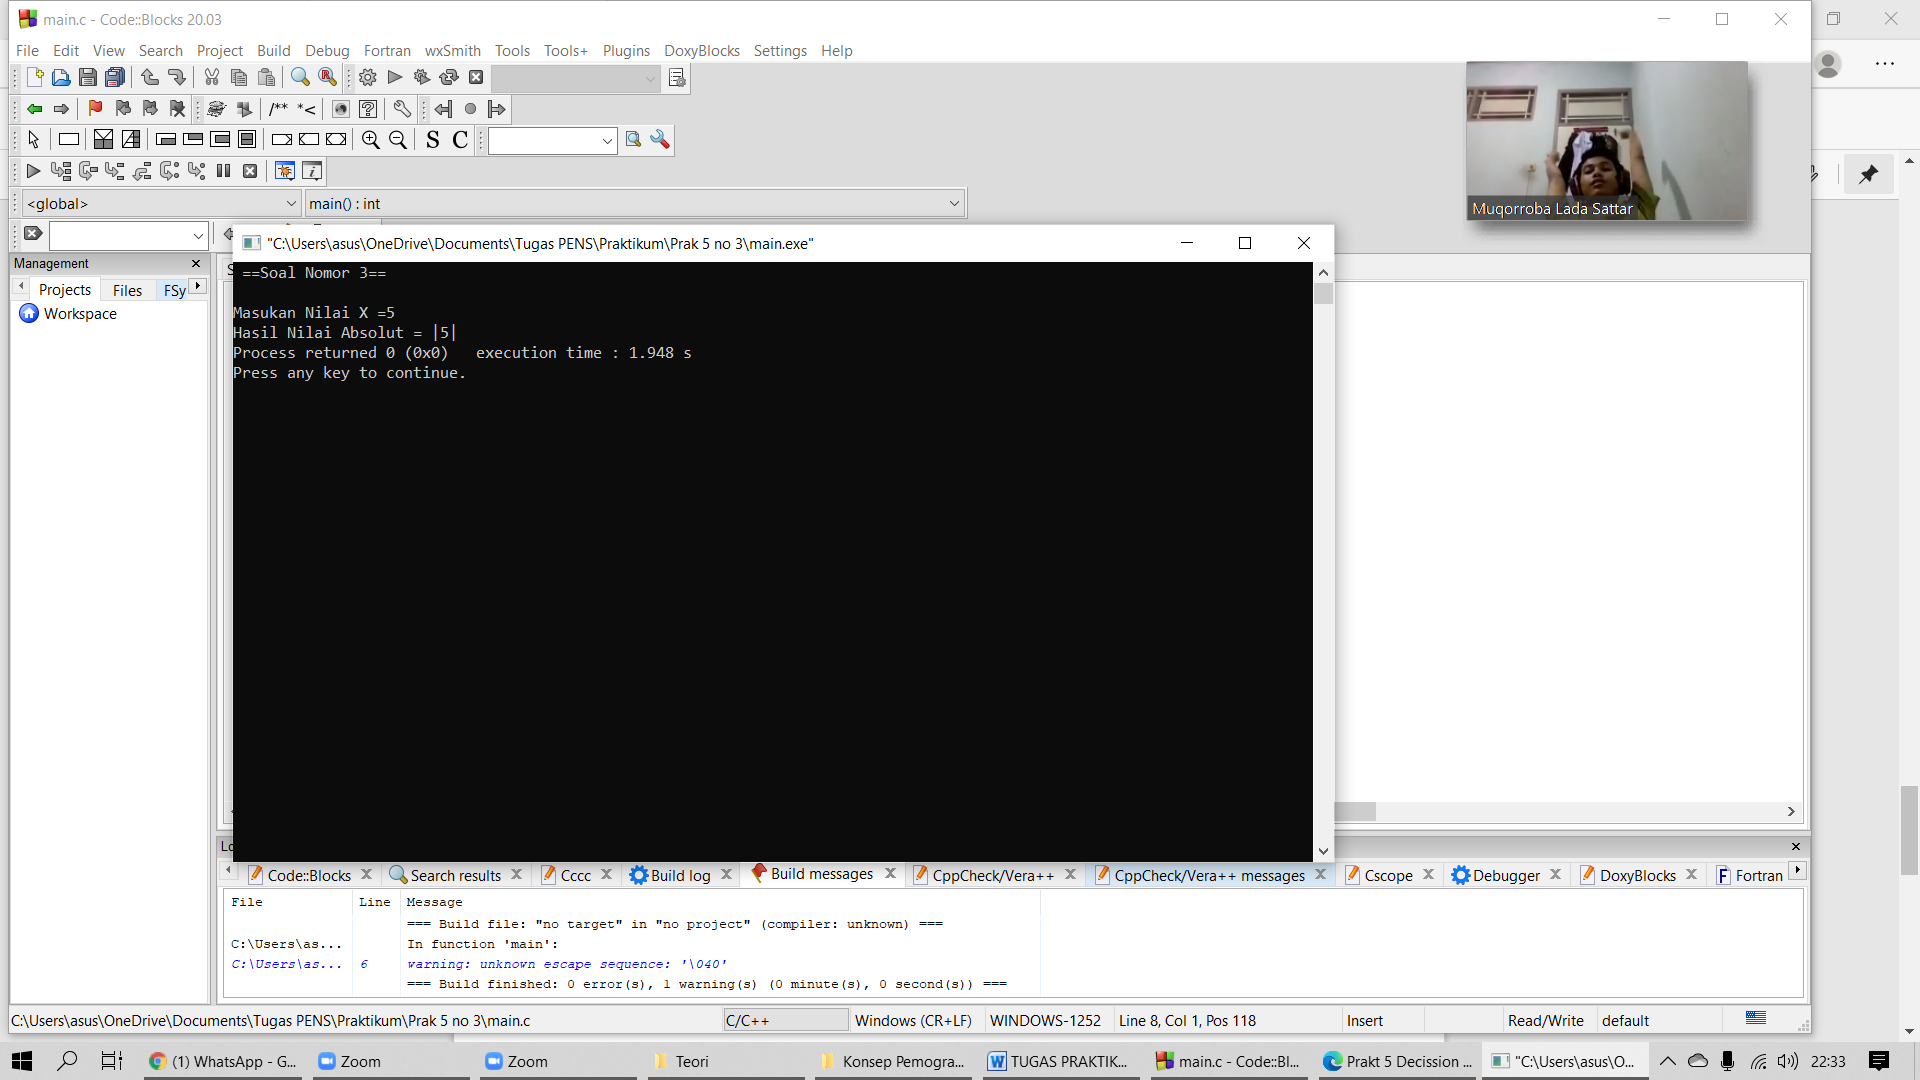 main.c - Code::Blocks 20.03
File Edit View Search Project Build Debug Fortran wxSmith Tools Tools+ Plugins DoxyBlocks Settings Help
/** *<
S C
<global> main() : int
Muqorroba Lada Sattar
"C:\Users\asus\OneDrive\Documents\Tugas PENS\Praktikum\Prak 5 no 3\main.exe"
Management
Projects Files FSy
Workspace
==Soal Nomor 3==
Masukan Nilai X =5
Hasil Nilai Absolut = |5|
Process returned 0 (0x0) execution time : 1.948 s
Press any key to continue.
Code::Blocks Search results Cccc Build log Build messages CppCheck/Vera++ CppCheck/Vera++ messages Cscope Debugger DoxyBlocks Fortran
File Line Message
=== Build file: "no target" in "no project" (compiler: unknown) ===
C:\Users\as... In function 'main':
C:\Users\as... 6 warning: unknown escape sequence: '\040'
=== Build finished: 0 error(s), 1 warning(s) (0 minute(s), 0 second(s)) ===
C:\Users\asus\OneDrive\Documents\Tugas PENS\Praktikum\Prak 5 no 3\main.c C/C++ Windows (CR+LF) WINDOWS-1252 Line 8, Col 1, Pos 118 Insert Read/Write default
(1) WhatsApp - G... Zoom Zoom Teori Konsep Pemogra... TUGAS PRAKTIK... main.c - Code::Bl... Prakt 5 Decission ... "C:\Users\asus\O... 22:33